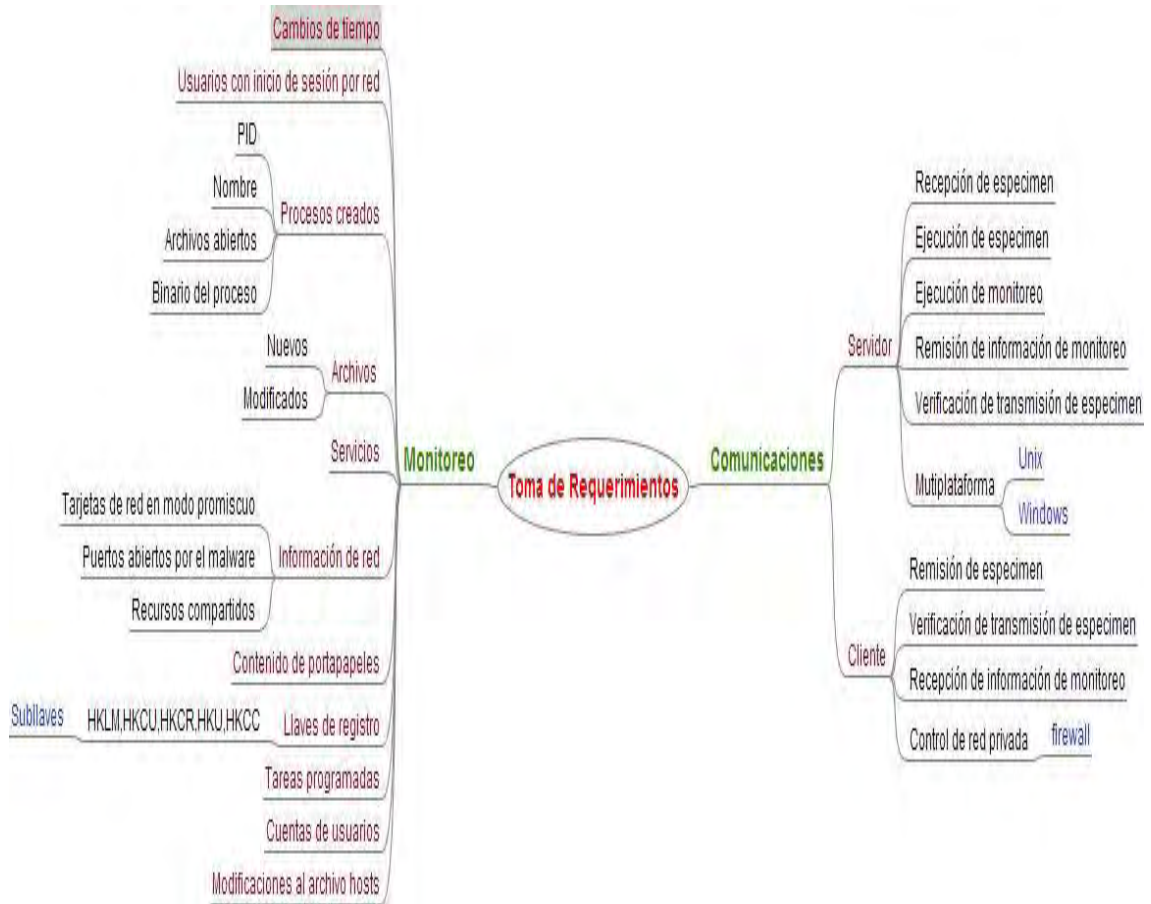 Cambios de tiempo
Usuarios con inicio de sesión por red
PID
Nombre
Archivos abiertos
Binario del proceso
Procesos creados
Nuevos
Modificados
Archivos
Servicios
Tarjetas de red en modo promiscuo
Puertos abiertos por el malware
Recursos compartidos
Información de red
Contenido de portapapeles
Subllaves
HKLM,HKCU,HKCR,HKU,HKCC
Llaves de registro
Tareas programadas
Cuentas de usuarios
Modificaciones al archivo hosts
Monitoreo
Toma de Requerimientos
Comunicaciones
Servidor
Recepción de especimen
Ejecución de especimen
Ejecución de monitoreo
Remisión de información de monitoreo
Verificación de transmisión de especimen
Mutiplataforma
Unix
Windows
Cliente
Remisión de especimen
Verificación de transmisión de especimen
Recepción de información de monitoreo
Control de red privada
firewall